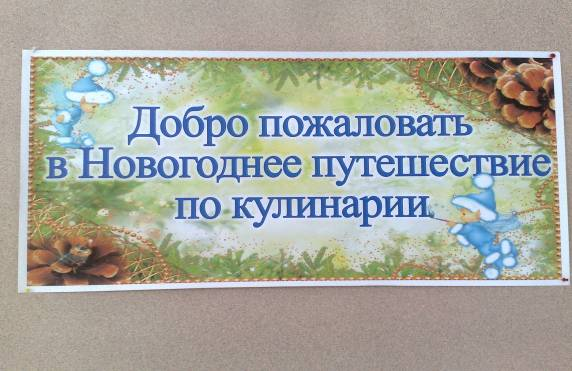 Добро пожаловать
в Новогоднее путешествие
по кулинарии